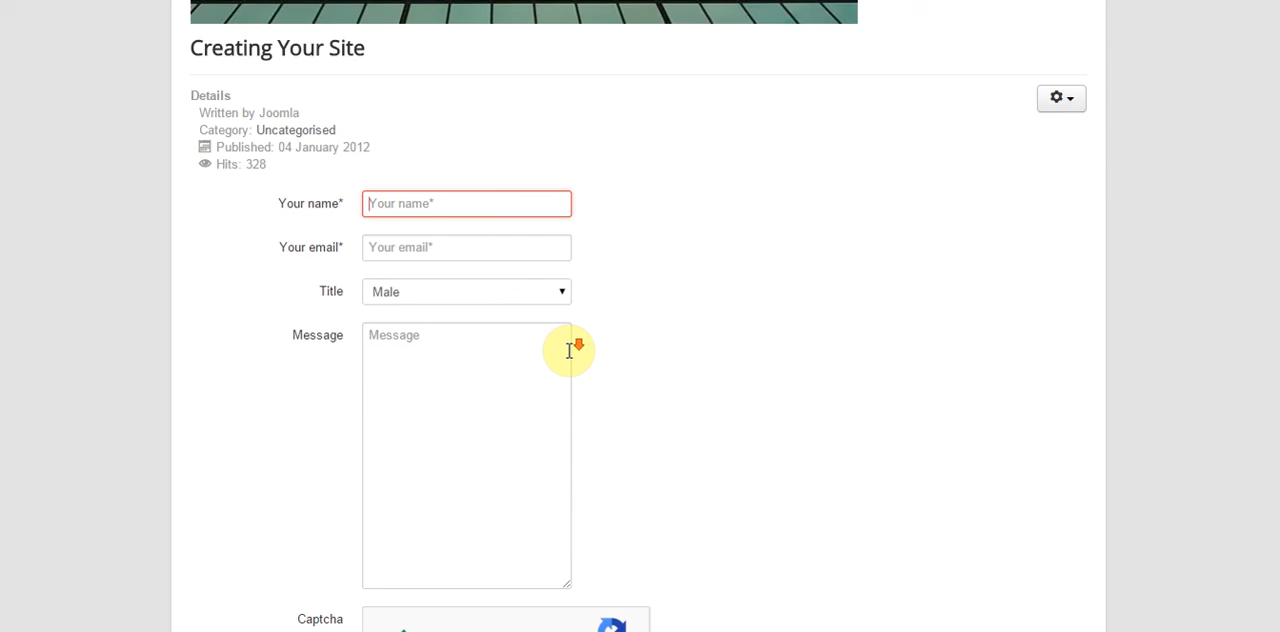 Creating Your Site
Details
Written by Joomla
Category: Uncategorised
Published: 04 January 2012
Hits: 328
Your name* Your name*
Your email* Your email*
Title Male
Message Message
Captcha